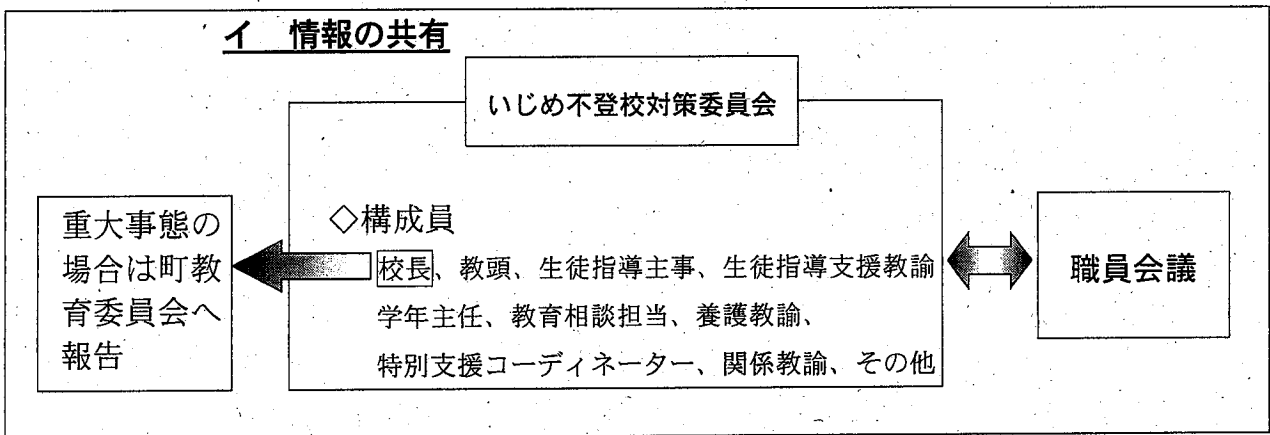 イ　情報の共有
いじめ不登校対策委員会
重大事態の
場合は町教
育委員会へ
報告
◇構成員
校長、教頭、生徒指導主事、生徒指導支援教諭
学年主任、教育相談担当、養護教諭、
特別支援コーディネーター、関係教諭、その他
職員会議